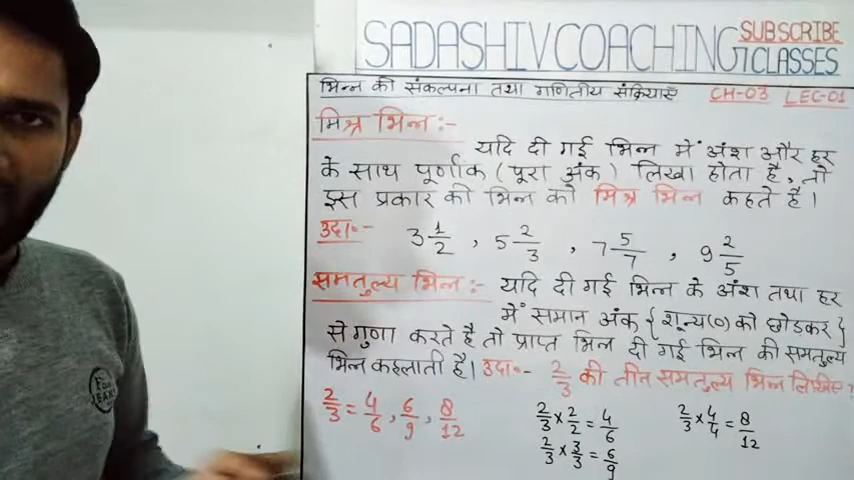 SADASHIV COACHING CLASSES
SUBSCRIBE
भिन्न की संकल्पना तथा गणितीय संक्रियाएँ CH-03 LEC-01
मिश्र भिन्न :-
यदि दी गई भिन्न में अंश और हर
के साथ पूर्णांक (पूरा अंक) लिखा होता है, तो
इस प्रकार की भिन्न को मिश्र भिन्न कहते है।
उदा०-
3 1/2 , 5 2/3 , 7 5/7 , 9 2/5
समतुल्य भिन्न :- यदि दी गई भिन्न के अंश तथा हर
में समान अंक {शून्य(0) को छोडकर}
से गुणा करते है तो प्राप्त भिन्न दी गई भिन्न की समतुल्य
भिन्न कहलाती है। उदा०- 2/3 की तीन समतुल्य भिन्न लिखिए?
2/3 = 4/6 , 6/9 , 8/12
2/3 × 2/2 = 4/6
2/3 × 3/3 = 6/9
2/3 × 4/4 = 8/12